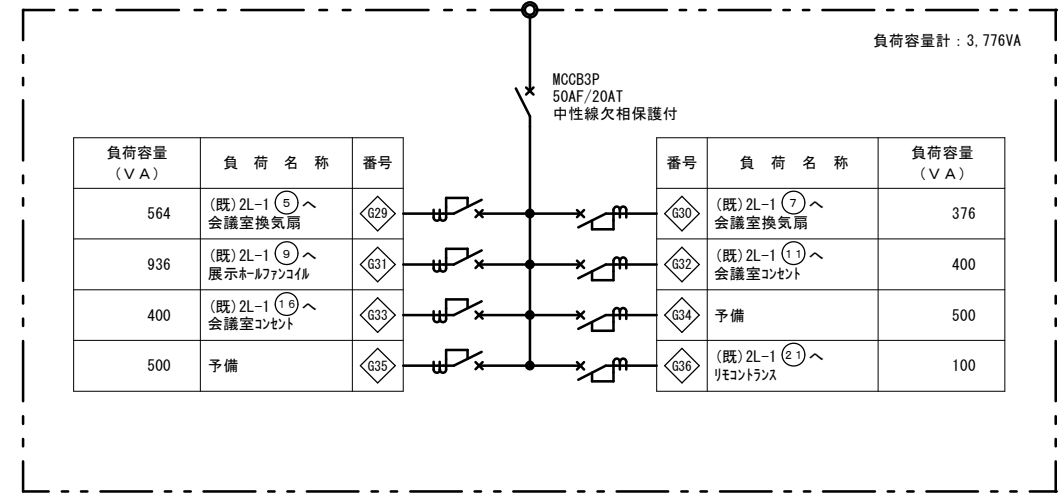 負荷容量計：3,776VA
MCCB3P
50AF/20AT
中性線欠相保護付
負荷容量
（ＶＡ）
負　荷　名　称
番号
番号
負　荷　名　称
負荷容量
（ＶＡ）
564
(既)2L-1 ⑤ へ
会議室換気扇
G29
G30
(既)2L-1 ⑦ へ
会議室換気扇
376
936
(既)2L-1 ⑨ へ
展示ﾎｰﾙﾌｧﾝｺｲﾙ
G31
G32
(既)2L-1 ⑪ へ
会議室ｺﾝｾﾝﾄ
400
400
(既)2L-1 ⑯ へ
会議室ｺﾝｾﾝﾄ
G33
G34
予備
500
500
予備
G35
G36
(既)2L-1 ㉑ へ
ﾘﾓｺﾝﾄﾗﾝｽ
100